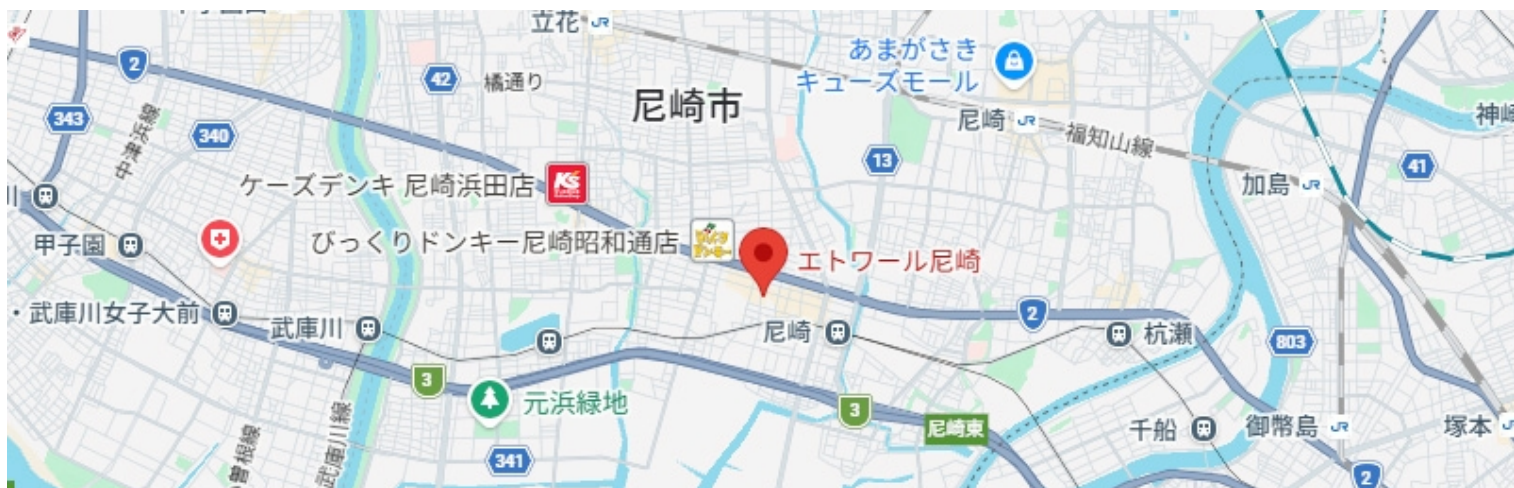 立花
JR
あまがさき
キューズモール
2
42
橘通り
尼崎市
343
340
尼崎
JR
福知山線
神崎
13
41
加島
JR
ケーズデンキ 尼崎浜田店
K's
びっくりドンキー尼崎昭和通店
エトワール尼崎
甲子園
・武庫川女子大前
武庫川
尼崎
2
杭瀬
803
3
元浜緑地
3
尼崎東
千船
御幣島
JR
塚本
JR
341
武庫川線
2